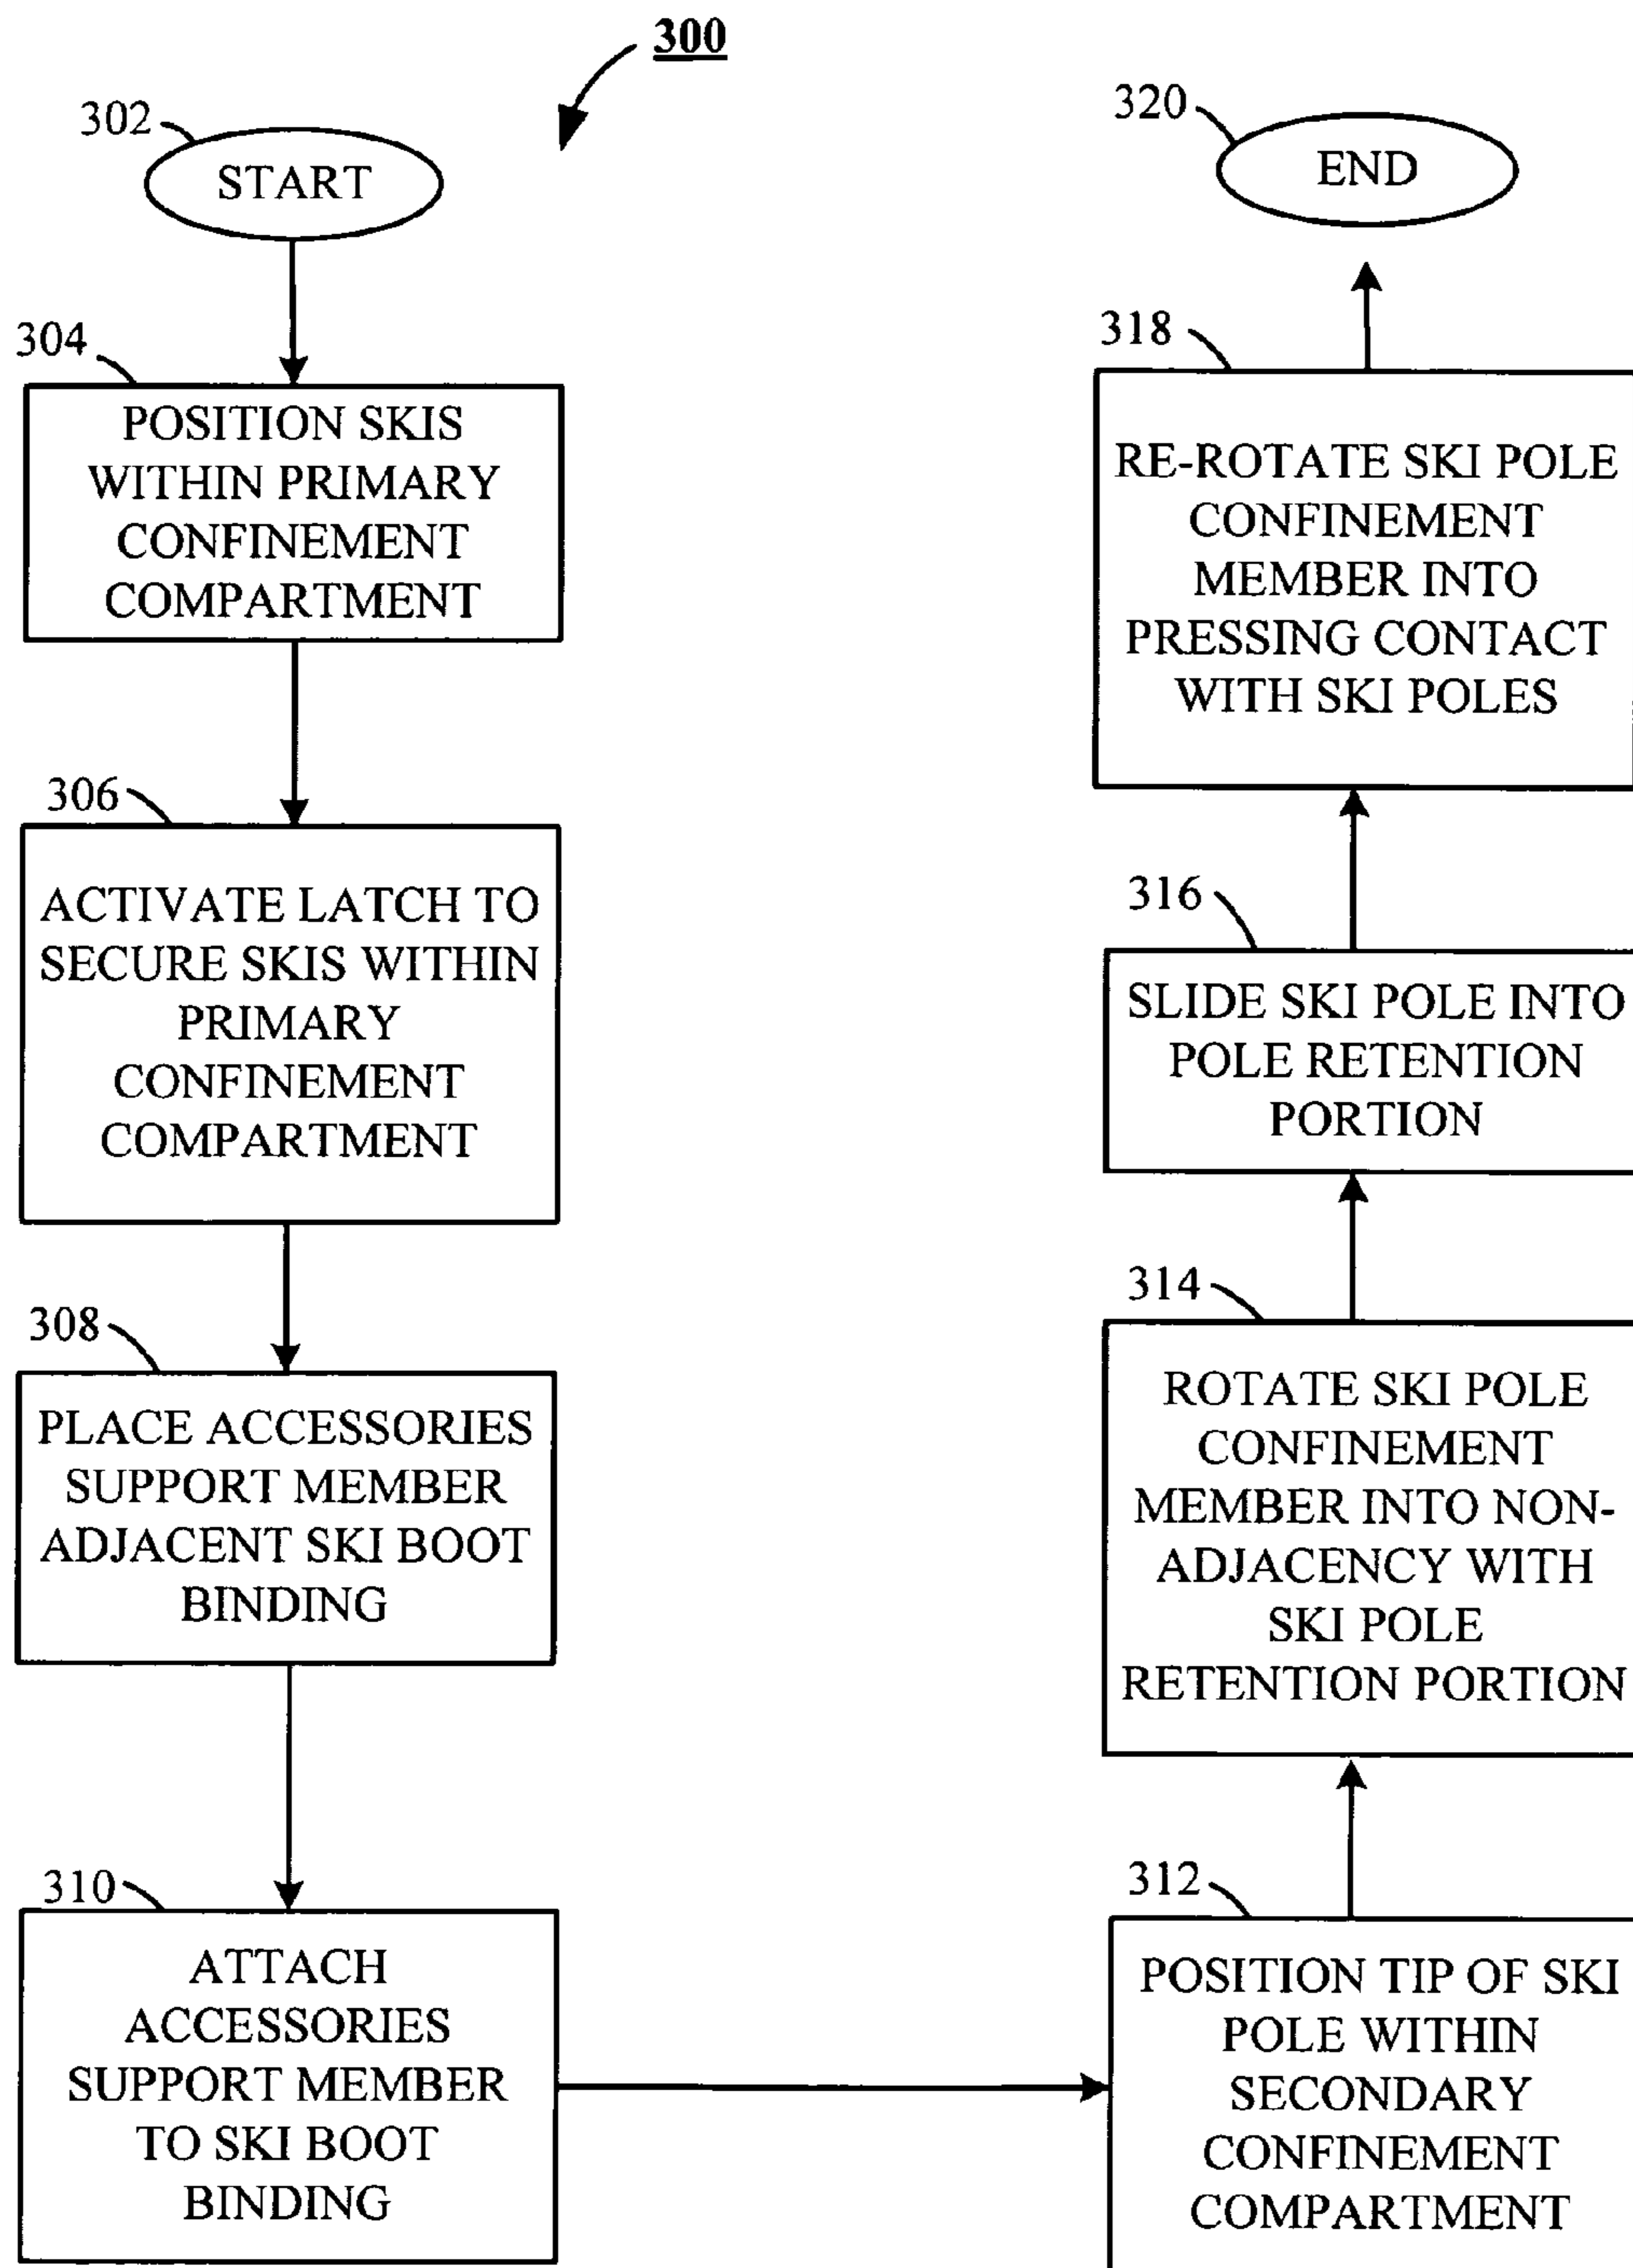 300
302
START
304
POSITION SKIS
WITHIN PRIMARY
CONFINEMENT
COMPARTMENT
306
ACTIVATE LATCH TO
SECURE SKIS WITHIN
PRIMARY
CONFINEMENT
COMPARTMENT
308
PLACE ACCESSORIES
SUPPORT MEMBER
ADJACENT SKI BOOT
BINDING
310
ATTACH
ACCESSORIES
SUPPORT MEMBER
TO SKI BOOT
BINDING
312
POSITION TIP OF SKI
POLE WITHIN
SECONDARY
CONFINEMENT
COMPARTMENT
314
ROTATE SKI POLE
CONFINEMENT
MEMBER INTO NON-
ADJACENCY WITH
SKI POLE
RETENTION PORTION
316
SLIDE SKI POLE INTO
POLE RETENTION
PORTION
318
RE-ROTATE SKI POLE
CONFINEMENT
MEMBER INTO
PRESSING CONTACT
WITH SKI POLES
320
END